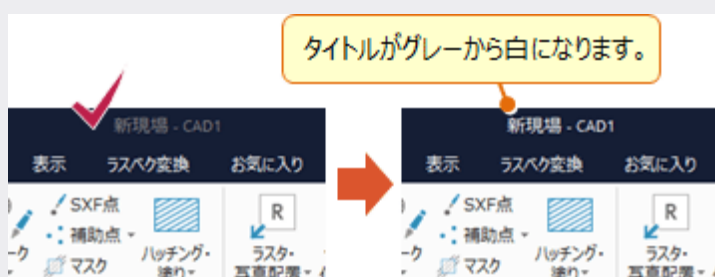 タイトルがグレーから白になります。
新現場 - CAD1
表示 ラスベク変換 お気に入り
SXF点
補助点
マスク
ハッチング・
塗り
R
ラスタ・
写真配置
新現場 - CAD1
表示 ラスベク変換 お気に入り
SXF点
補助点
マスク
ハッチング・
塗り
R
ラスタ・
写真配置